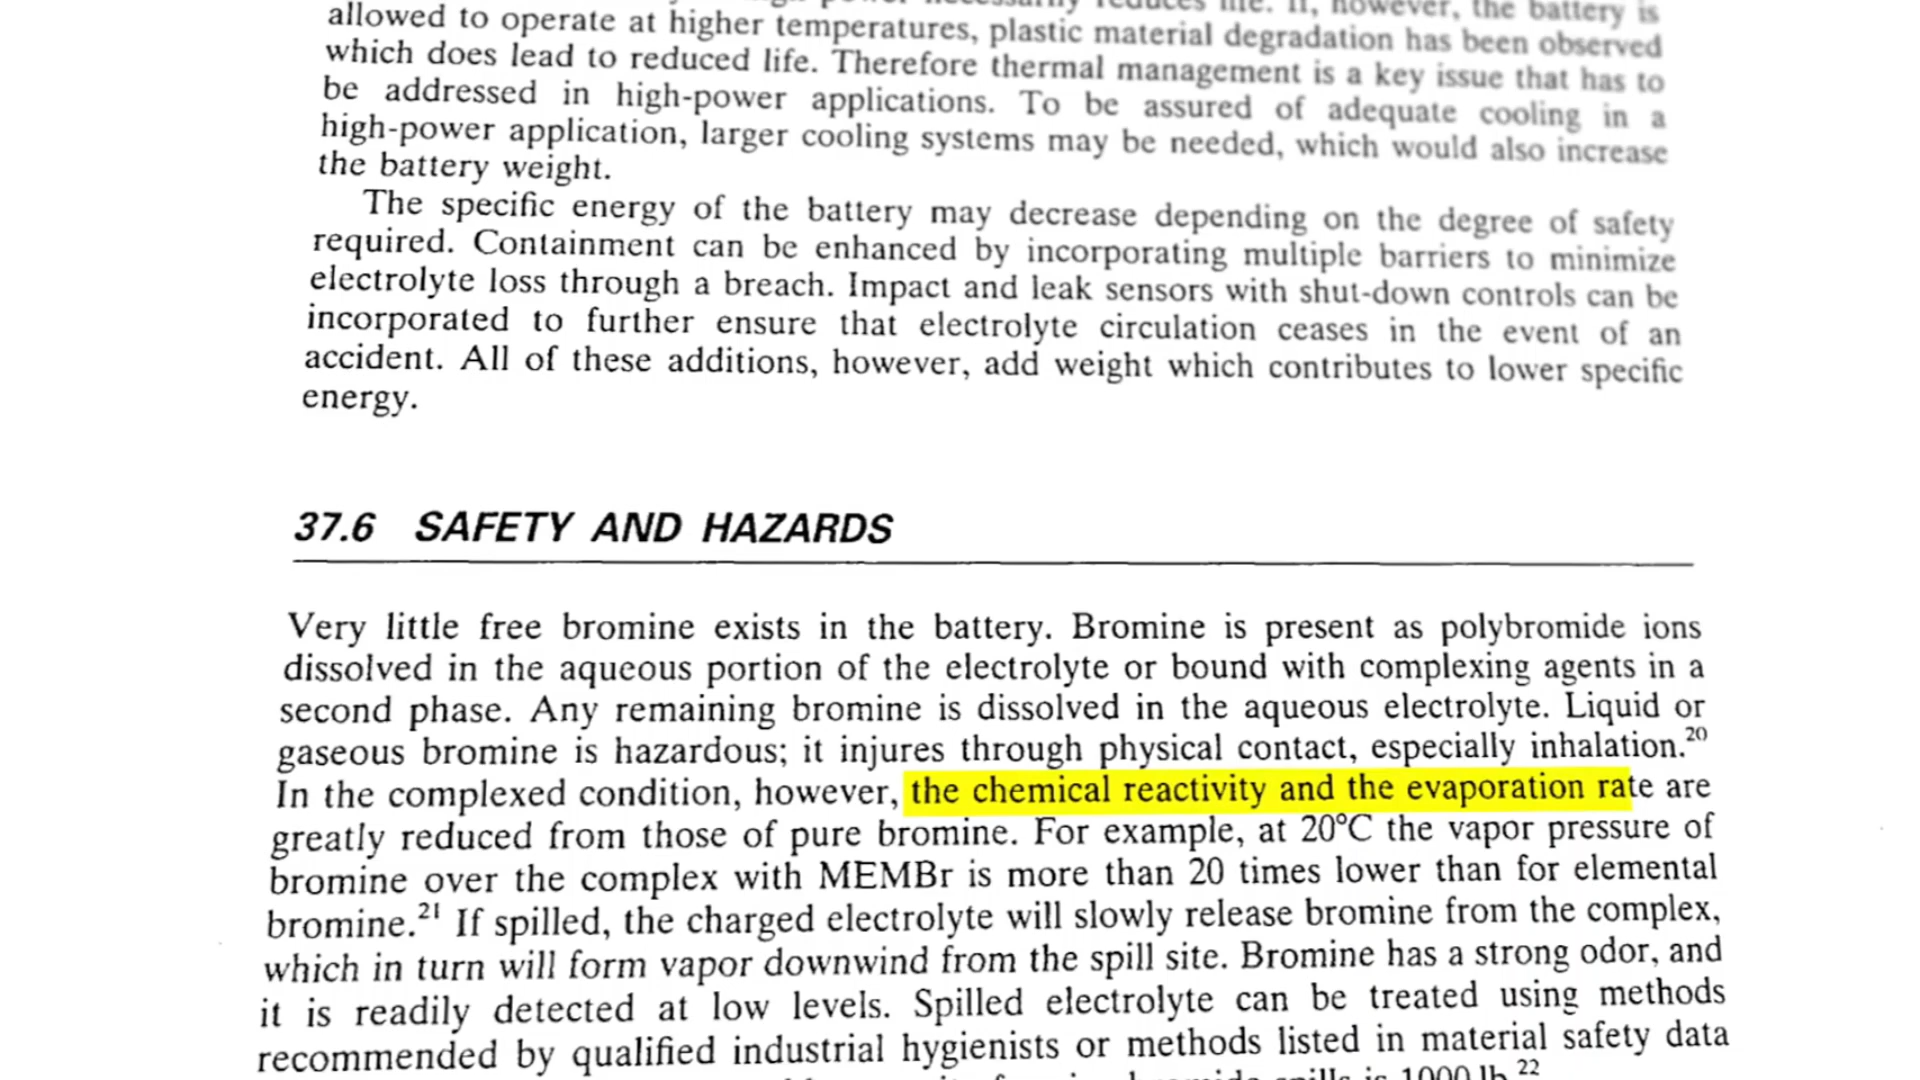 reduces life. If, however, the battery is
allowed to operate at higher temperatures, plastic material degradation has been observed
which does lead to reduced life. Therefore thermal management is a key issue that has to
be addressed in high-power applications. To be assured of adequate cooling in a
high-power application, larger cooling systems may be needed, which would also increase
the battery weight.
The specific energy of the battery may decrease depending on the degree of safety
required. Containment can be enhanced by incorporating multiple barriers to minimize
electrolyte loss through a breach. Impact and leak sensors with shut-down controls can be
incorporated to further ensure that electrolyte circulation ceases in the event of an
accident. All of these additions, however, add weight which contributes to lower specific
energy.
37.6 SAFETY AND HAZARDS
Very little free bromine exists in the battery. Bromine is present as polybromide ions
dissolved in the aqueous portion of the electrolyte or bound with complexing agents in a
second phase. Any remaining bromine is dissolved in the aqueous electrolyte. Liquid or
gaseous bromine is hazardous; it injures through physical contact, especially inhalation.20
In the complexed condition, however, the chemical reactivity and the evaporation rate are
greatly reduced from those of pure bromine. For example, at 20°C the vapor pressure of
bromine over the complex with MEMBr is more than 20 times lower than for elemental
bromine.21 If spilled, the charged electrolyte will slowly release bromine from the complex,
which in turn will form vapor downwind from the spill site. Bromine has a strong odor, and
it is readily detected at low levels. Spilled electrolyte can be treated using methods
recommended by qualified industrial hygienists or methods listed in material safety data
spills is 1000 lb.22